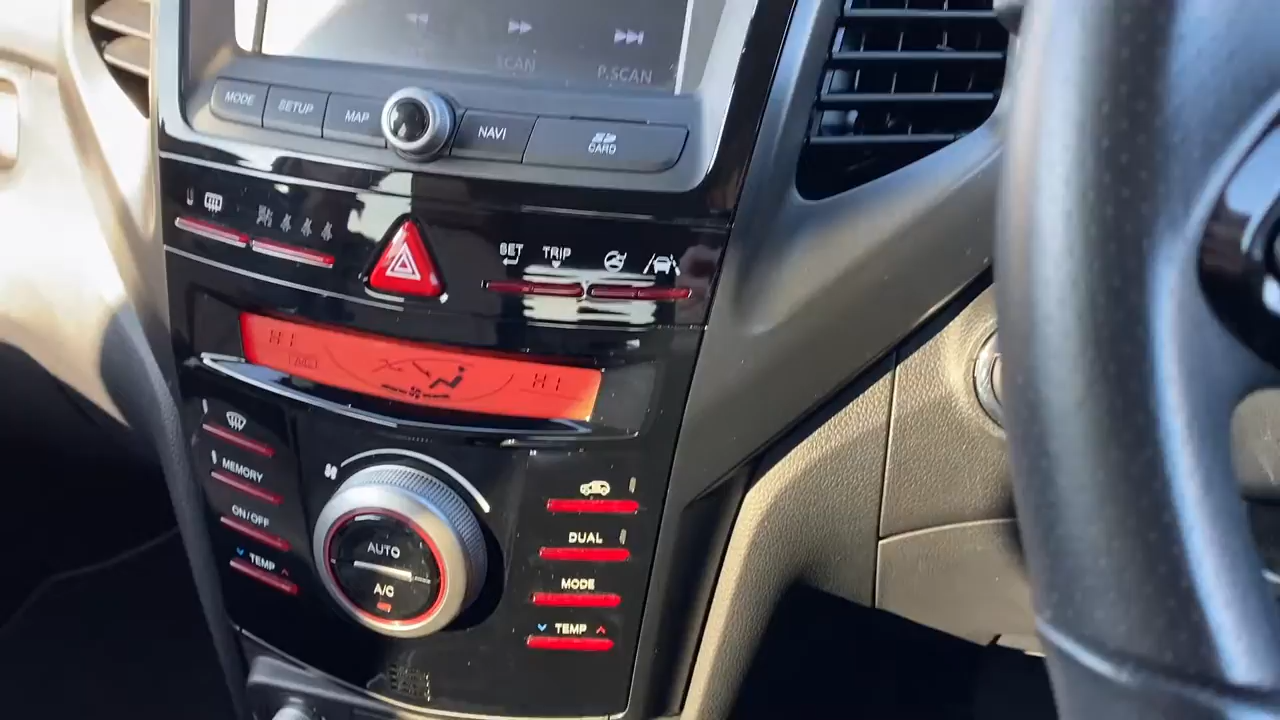 SCAN
P.SCAN
MODE
SETUP
MAP
NAVI
SD
CARD
SET
TRIP
HI
HI
MEMORY
ON/OFF
TEMP
AUTO
A/C
DUAL
MODE
TEMP